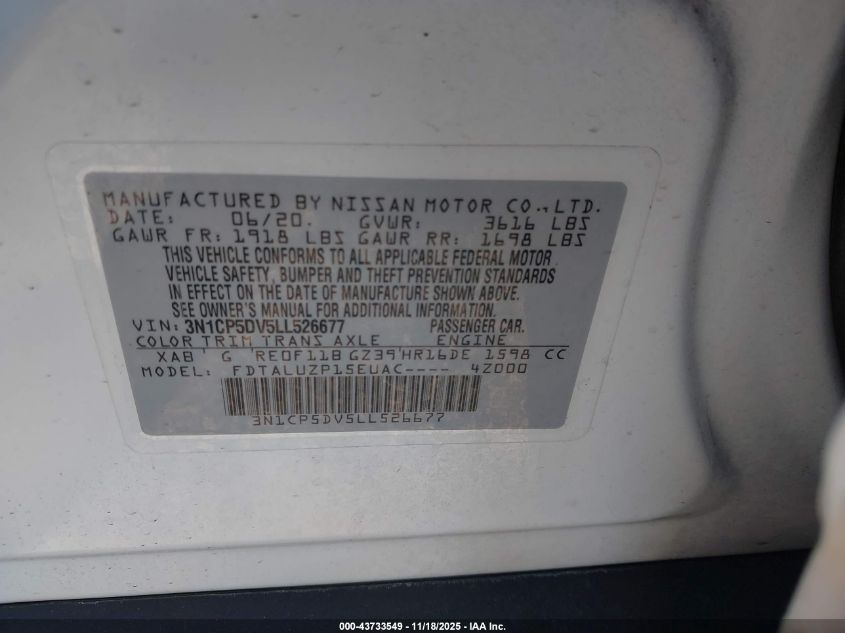 MANUFACTURED BY NISSAN MOTOR CO., LTD.
DATE: 06/20. GVWR: 3616 LBS
GAWR FR: 1918 LBS GAWR RR: 1698 LBS
THIS VEHICLE CONFORMS TO ALL APPLICABLE FEDERAL MOTOR
VEHICLE SAFETY, BUMPER AND THEFT PREVENTION STANDARDS
IN EFFECT ON THE DATE OF MANUFACTURE SHOWN ABOVE.
SEE OWNER'S MANUAL FOR ADDITIONAL INFORMATION.
VIN: 3N1CP5DV5LL526677 PASSENGER CAR.
COLOR TRIM TRANS AXLE ENGINE
XAB G RE0F11B GZ39 HR16DE 1598 CC
MODEL: FDTALUZP15EUAC---- 4Z000
3N1CP5DV5LL526677
000-43733549 — 11/18/2025 — IAA Inc.